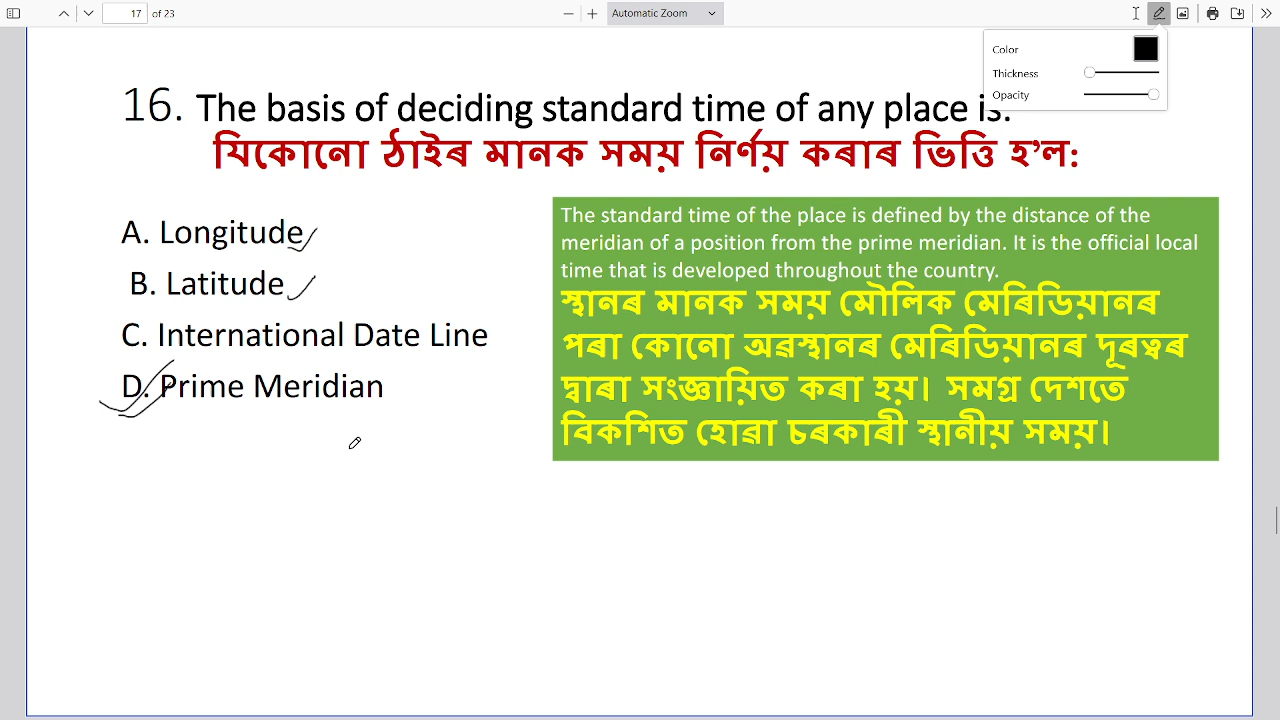 17 of 23
Automatic Zoom
Color
Thickness
Opacity
16. The basis of deciding standard time of any place is:
যিকোনো ঠাইৰ মানক সময় নিৰ্ণয় কৰাৰ ভিত্তি হ’ল:
A. Longitude
B. Latitude
C. International Date Line
D. Prime Meridian
The standard time of the place is defined by the distance of the
meridian of a position from the prime meridian. It is the official local
time that is developed throughout the country.
স্থানৰ মানক সময় মৌলিক মেৰিডিয়ানৰ
পৰা কোনো অৱস্থানৰ মেৰিডিয়ানৰ দূৰত্বৰ
দ্বাৰা সংজ্ঞায়িত কৰা হয়। সমগ্ৰ দেশতে
বিকশিত হোৱা চৰকাৰী স্থানীয় সময়।